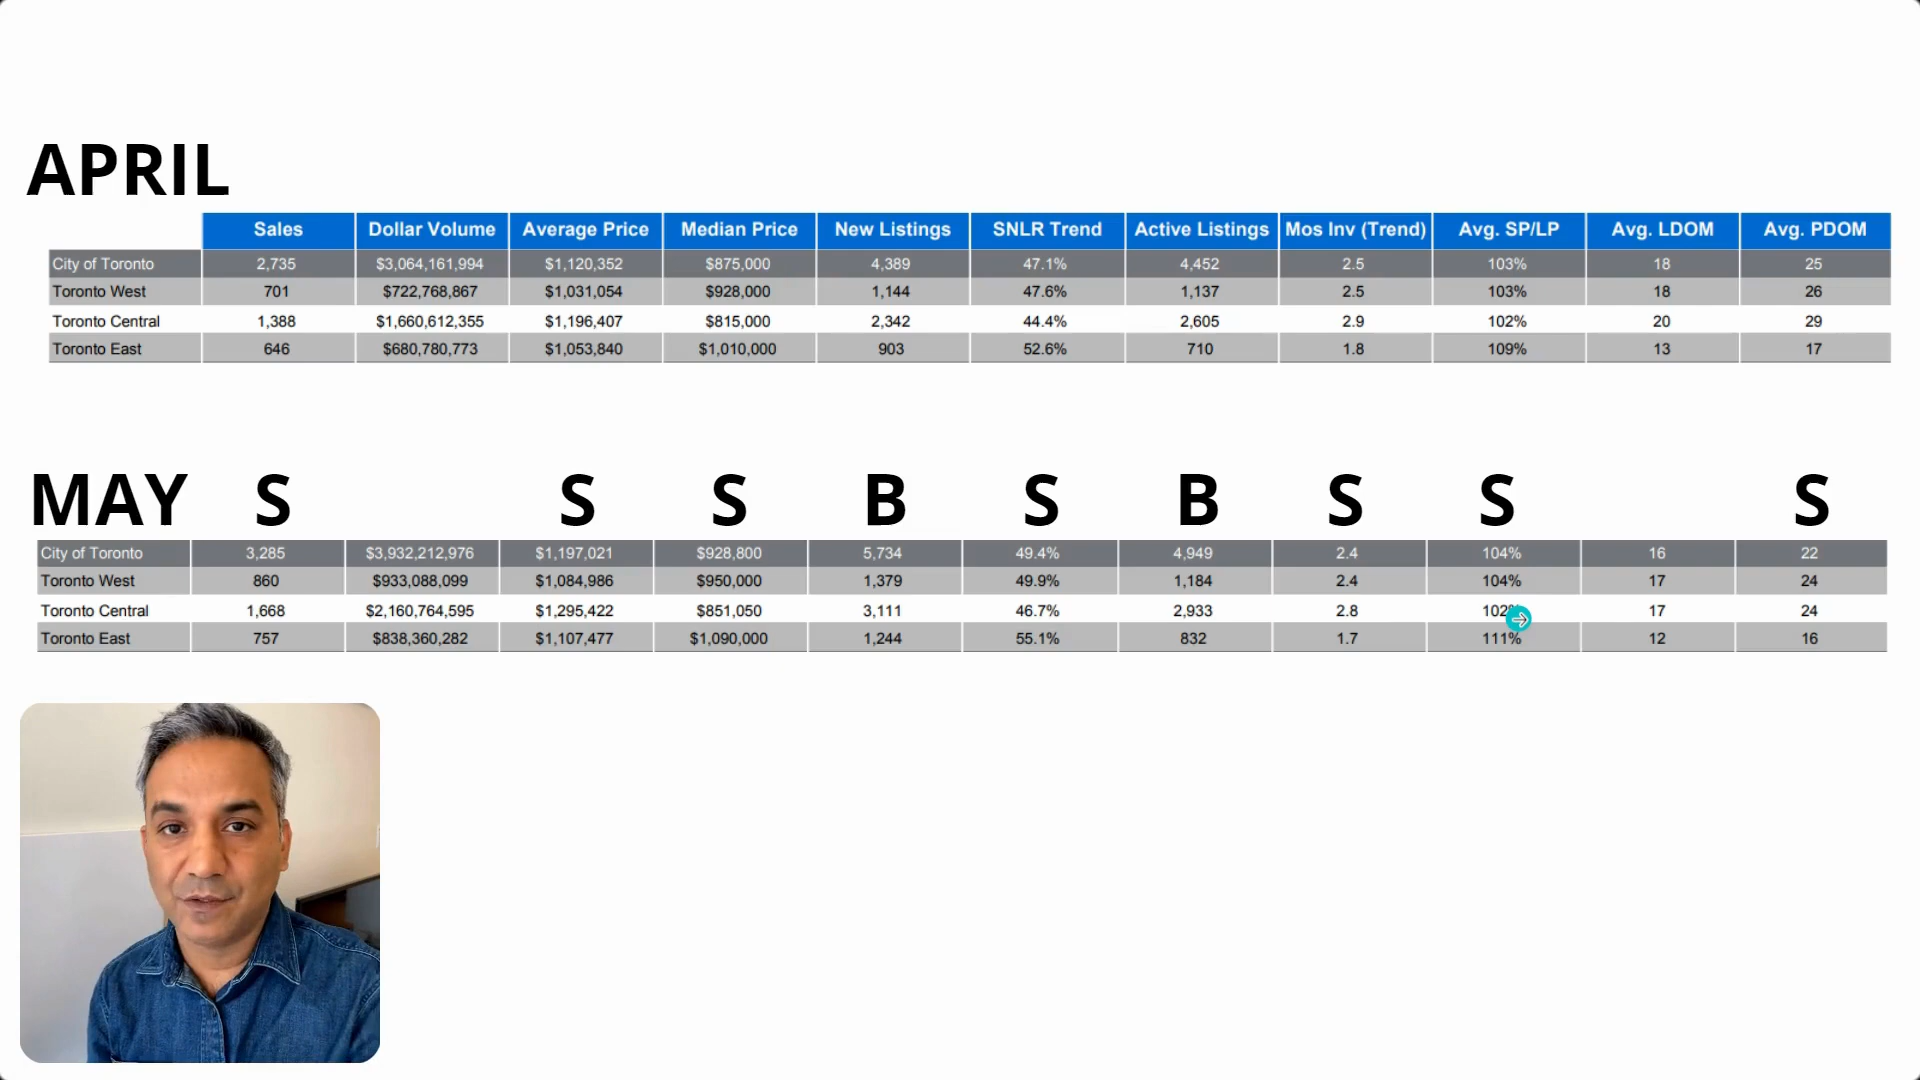 APRIL
Sales Dollar Volume Average Price Median Price New Listings SNLR Trend Active Listings Mos Inv (Trend) Avg. SP/LP Avg. LDOM Avg. PDOM
City of Toronto 2,735 $3,064,161,994 $1,120,352 $875,000 4,389 47.1% 4,452 2.5 103% 18 25
Toronto West 701 $722,768,867 $1,031,054 $928,000 1,144 47.6% 1,137 2.5 103% 18 26
Toronto Central 1,388 $1,660,612,355 $1,196,407 $815,000 2,342 44.4% 2,605 2.9 102% 20 29
Toronto East 646 $680,780,773 $1,053,840 $1,010,000 903 52.6% 710 1.8 109% 13 17
MAY S S S B S B S S S
City of Toronto 3,285 $3,932,212,976 $1,197,021 $928,800 5,734 49.4% 4,949 2.4 104% 16 22
Toronto West 860 $933,088,099 $1,084,986 $950,000 1,379 49.9% 1,184 2.4 104% 17 24
Toronto Central 1,668 $2,160,764,595 $1,295,422 $851,050 3,111 46.7% 2,933 2.8 102% 17 24
Toronto East 757 $838,360,282 $1,107,477 $1,090,000 1,244 55.1% 832 1.7 111% 12 16